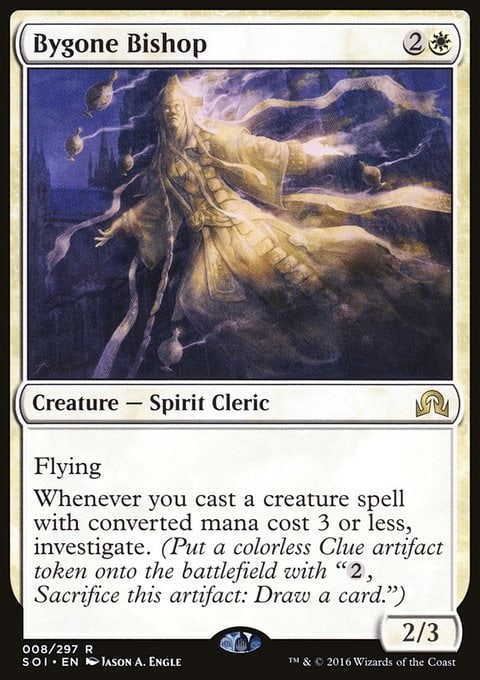 Bygone Bishop 2
Creature — Spirit Cleric
Flying
Whenever you cast a creature spell
with converted mana cost 3 or less,
investigate. (Put a colorless Clue artifact
token onto the battlefield with “2,
Sacrifice this artifact: Draw a card.”)
2/3
008/297 R
SOI • EN Jason A. Engle
™ & © 2016 Wizards of the Coast